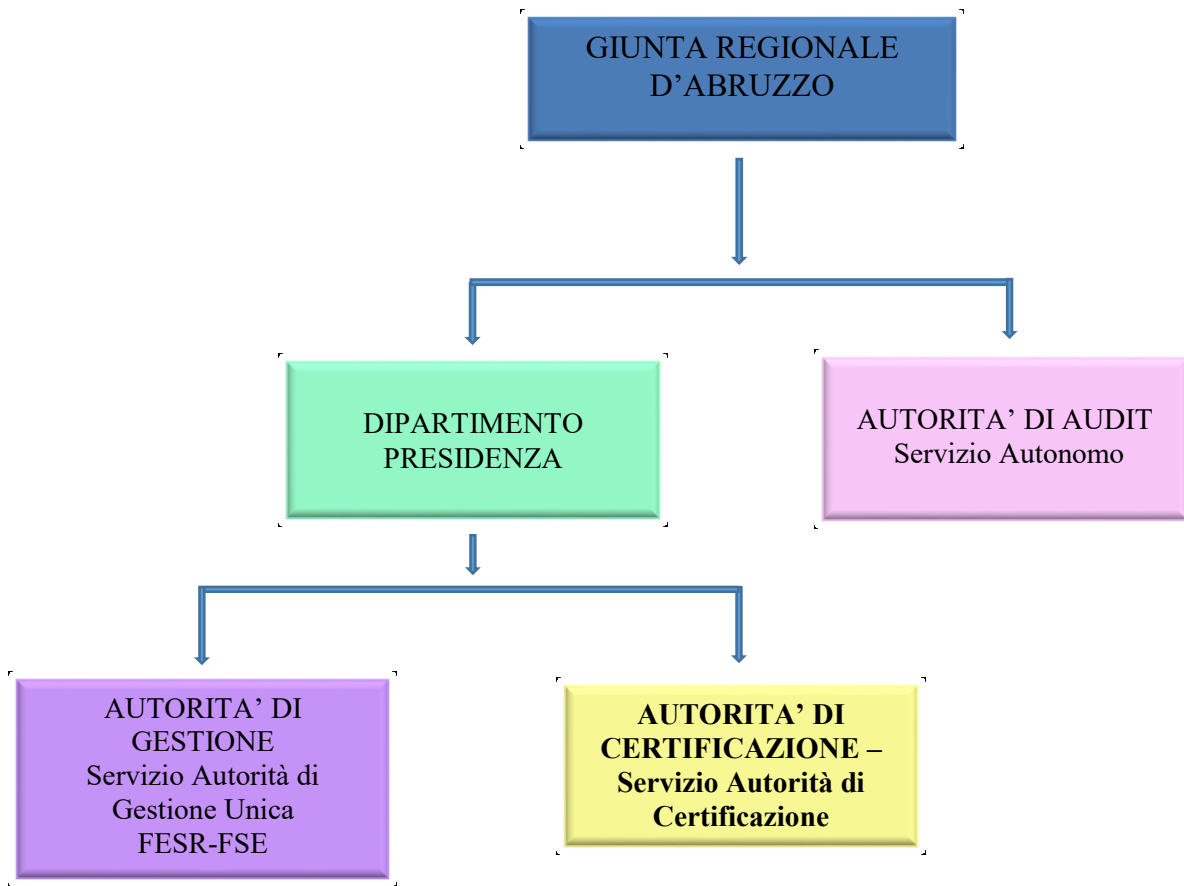 GIUNTA REGIONALE
D’ABRUZZO
DIPARTIMENTO
PRESIDENZA
AUTORITA’ DI AUDIT
Servizio Autonomo
AUTORITA’ DI
GESTIONE
Servizio Autorità di
Gestione Unica
FESR-FSE
AUTORITA’ DI
CERTIFICAZIONE –
Servizio Autorità di
Certificazione